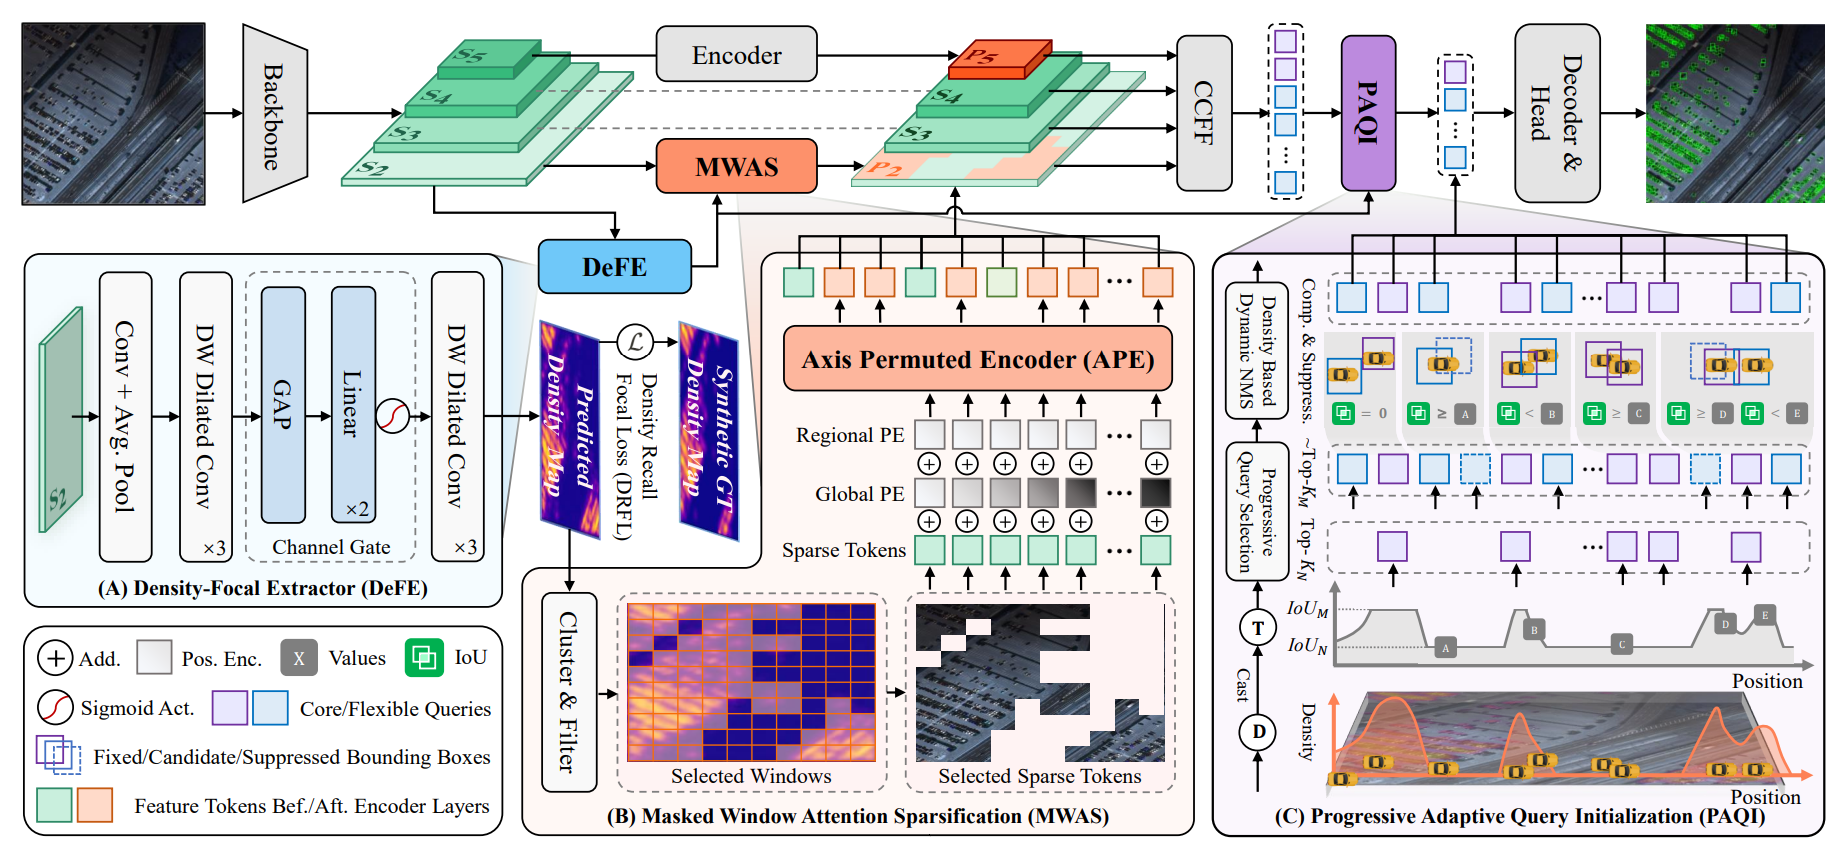 Backbone
S5
S4
S3
S2
Encoder
MWAS
P5
S4
S3
P2
CCFF
PAQI
Decoder &
Head
DeFE
S2
Conv + Avg. Pool
DW Dilated Conv
×3
GAP
Linear
×2
Channel Gate
DW Dilated Conv
×3
(A) Density-Focal Extractor (DeFE)
Predicted
Density Map
ℒ
Density Recall
Focal Loss (DRFL)
Synthetic GT
Density Map
Axis Permuted Encoder (APE)
Regional PE
Global PE
Sparse Tokens
Cluster & Filter
Selected Windows
Selected Sparse Tokens
(B) Masked Window Attention Sparsification (MWAS)
Density Based
Dynamic NMS
Progressive
Query Selection
T
Cast
D
Comp. & Suppress.
~Top-K_M
Top-K_N
= 0
≥ A
< B
≥ C
≥ D
< E
IoU_M
IoU_N
A
B
C
D
E
Position
Density
Position
(C) Progressive Adaptive Query Initialization (PAQI)
Add.
Pos. Enc.
X
Values
IoU
Sigmoid Act.
Core/Flexible Queries
Fixed/Candidate/Suppressed Bounding Boxes
Feature Tokens Bef./Aft. Encoder Layers